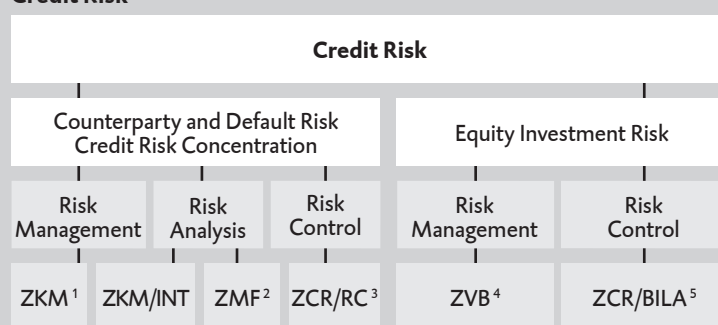 Credit Risk
Credit Risk
Counterparty and Default Risk
Credit Risk Concentration
Equity Investment Risk
Risk
Management
Risk
Analysis
Risk
Control
Risk
Management
Risk
Control
ZKM 1
ZKM/INT
ZMF 2
ZCR/RC 3
ZVB 4
ZCR/BILA 5